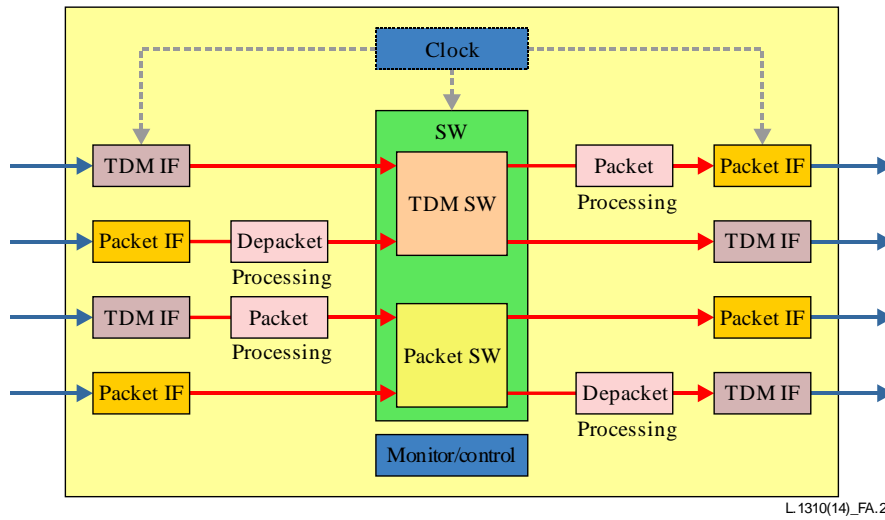 Clock
SW
TDM IF
TDM SW
Packet
Processing
Packet IF
Packet IF
Depacket
Processing
TDM IF
TDM IF
Packet
Processing
Packet SW
Packet IF
Packet IF
Depacket
Processing
TDM IF
Monitor/control
L.1310(14)_FA.2